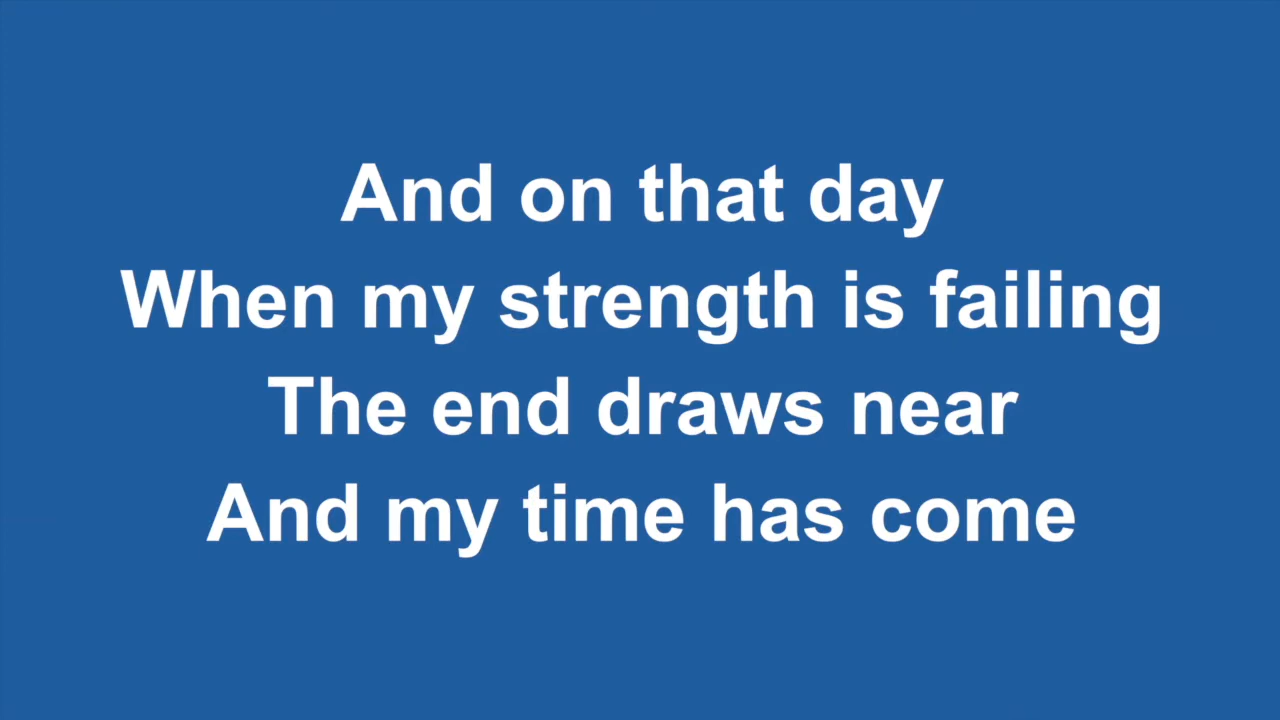 And on that day
When my strength is failing
The end draws near
And my time has come